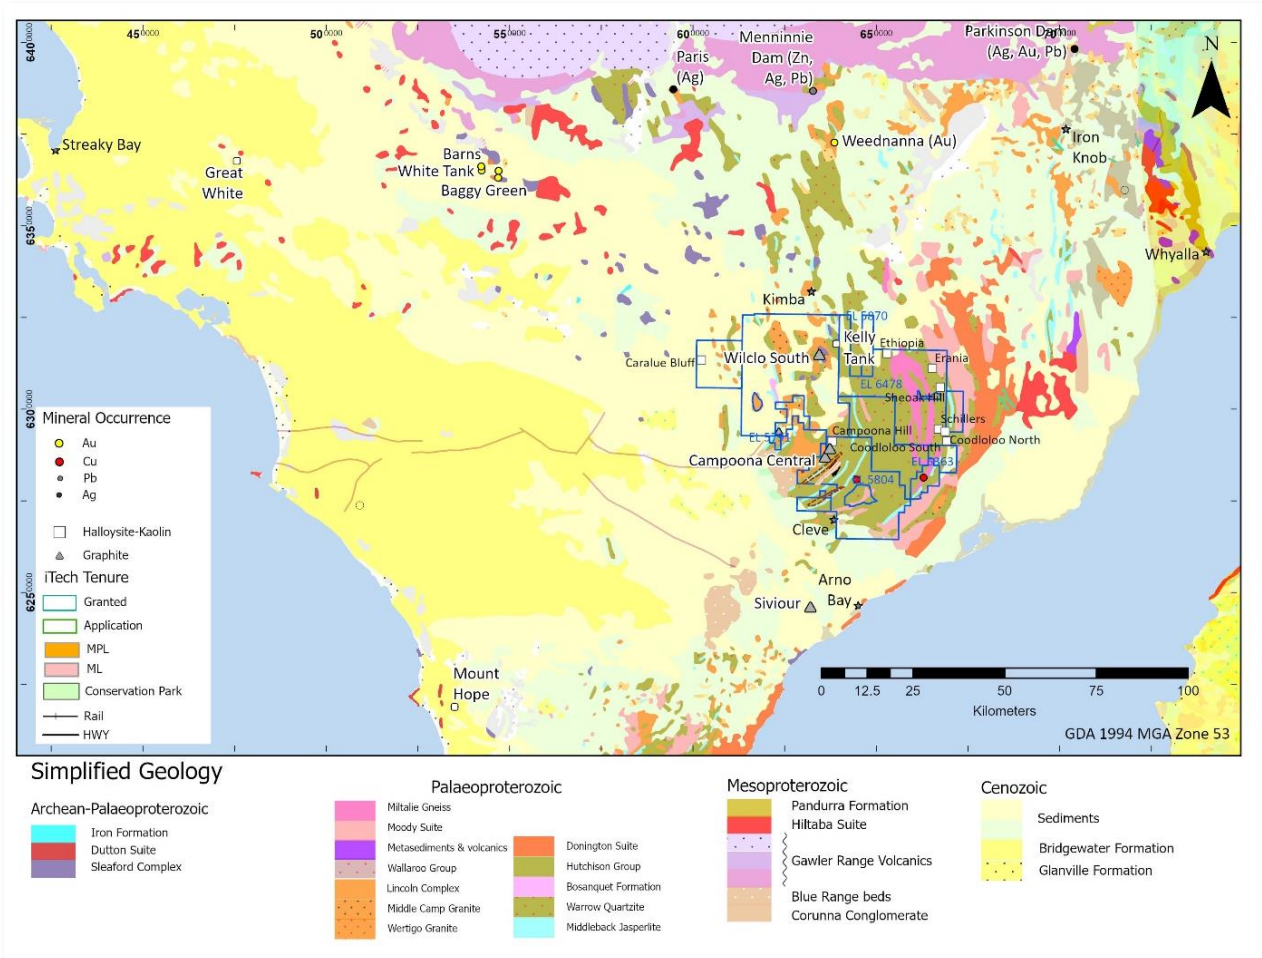 450000
500000
550000
600000
650000
Parkinson Dam
(Ag, Au, Pb)
Menninnie
Dam (Zn,
Ag, Pb)
Paris
(Ag)
N
6400000
Streaky Bay
Great
White
Barns
White Tank
Baggy Green
Weednanna (Au)
Iron
Knob
6350000
Whyalla
Kimba
EL 5870
Kelly
Tank
Ethiopia
Wilclo South
Erania
Caralue Bluff
EL 6478
Sheoak Hill
6300000
Schillers
Campoona Hill
Coodloloo North
Coodloloo South
Campoona Central
5804
Cleve
Arno
Bay
Siviour
6250000
Mount
Hope
0 12.5 25 50 75 100
Kilometers
GDA 1994 MGA Zone 53
Mineral Occurrence
Au
Cu
Pb
Ag
Halloysite-Kaolin
Graphite
iTech Tenure
Granted
Application
MPL
ML
Conservation Park
Rail
HWY
Simplified Geology
Archean-Palaeoproterozoic
Iron Formation
Dutton Suite
Sleaford Complex
Palaeoproterozoic
Miltalie Gneiss
Moody Suite
Metasediments & volcanics
Wallaroo Group
Lincoln Complex
Middle Camp Granite
Wertigo Granite
Donington Suite
Hutchison Group
Bosanquet Formation
Warrow Quartzite
Middleback Jasperlite
Mesoproterozoic
Pandurra Formation
Hiltaba Suite
Gawler Range Volcanics
Blue Range beds
Corunna Conglomerate
Cenozoic
Sediments
Bridgewater Formation
Glanville Formation